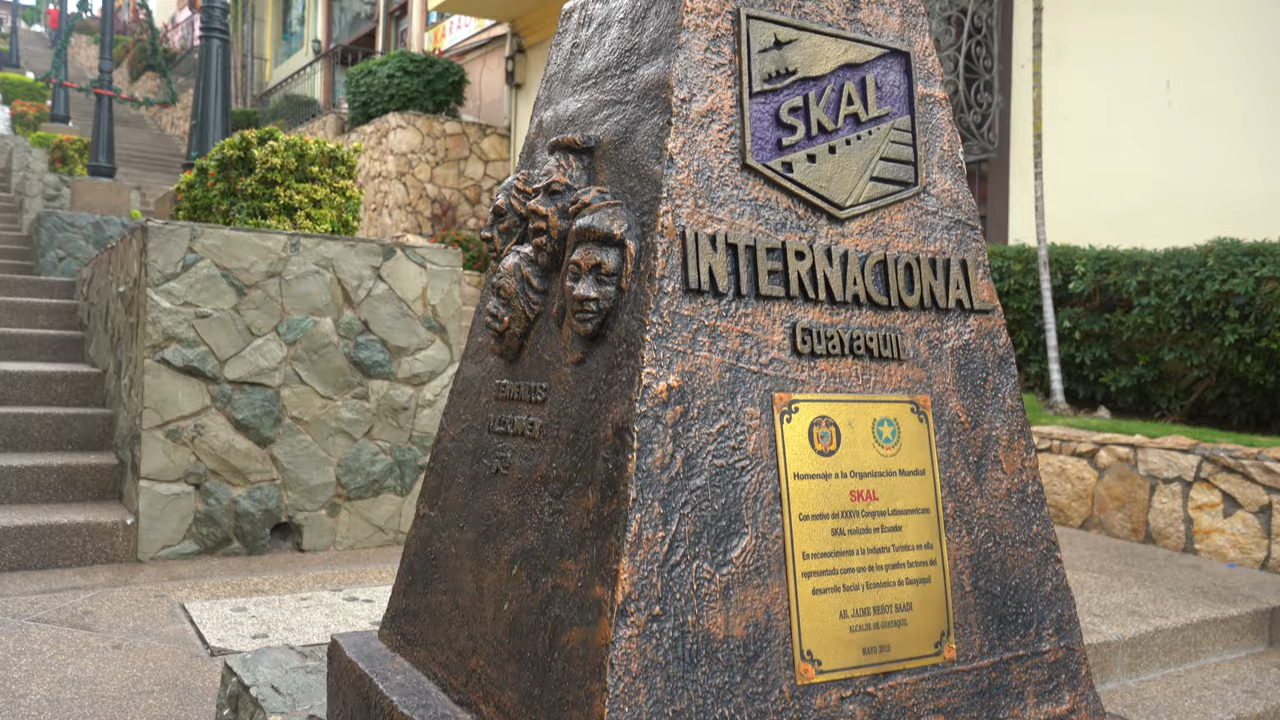 KARAO
SKAL
INTERNACIONAL
Guayaquil
Homenaje a la Organización Mundial
SKAL
Con motivo del XXXVII Congreso Latinoamericano
SKAL realizado en Ecuador
En reconocimiento a la Industria Turística en ella
representada como uno de los grandes factores del
desarrollo Social y Económico de Guayaquil
AB. JAIME NEBOT SAADI
ALCALDE DE GUAYAQUIL
MAYO 2010